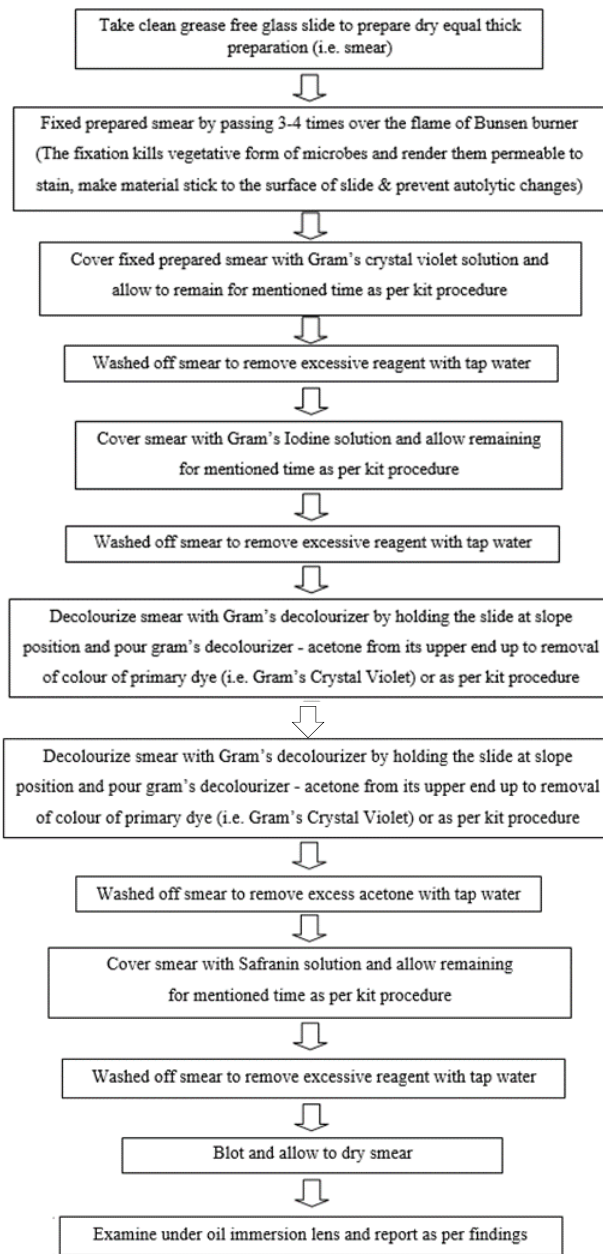 Take clean grease free glass slide to prepare dry equal thick
preparation (i.e. smear)
Fixed prepared smear by passing 3-4 times over the flame of Bunsen burner
(The fixation kills vegetative form of microbes and render them permeable to
stain, make material stick to the surface of slide & prevent autolytic changes)
Cover fixed prepared smear with Gram's crystal violet solution and
allow to remain for mentioned time as per kit procedure
Washed off smear to remove excessive reagent with tap water
Cover smear with Gram's Iodine solution and allow remaining
for mentioned time as per kit procedure
Washed off smear to remove excessive reagent with tap water
Decolourize smear with Gram's decolourizer by holding the slide at slope
position and pour gram's decolourizer - acetone from its upper end up to removal
of colour of primary dye (i.e. Gram's Crystal Violet) or as per kit procedure
Decolourize smear with Gram's decolourizer by holding the slide at slope
position and pour gram's decolourizer - acetone from its upper end up to removal
of colour of primary dye (i.e. Gram's Crystal Violet) or as per kit procedure
Washed off smear to remove excess acetone with tap water
Cover smear with Safranin solution and allow remaining
for mentioned time as per kit procedure
Washed off smear to remove excessive reagent with tap water
Blot and allow to dry smear
Examine under oil immersion lens and report as per findings